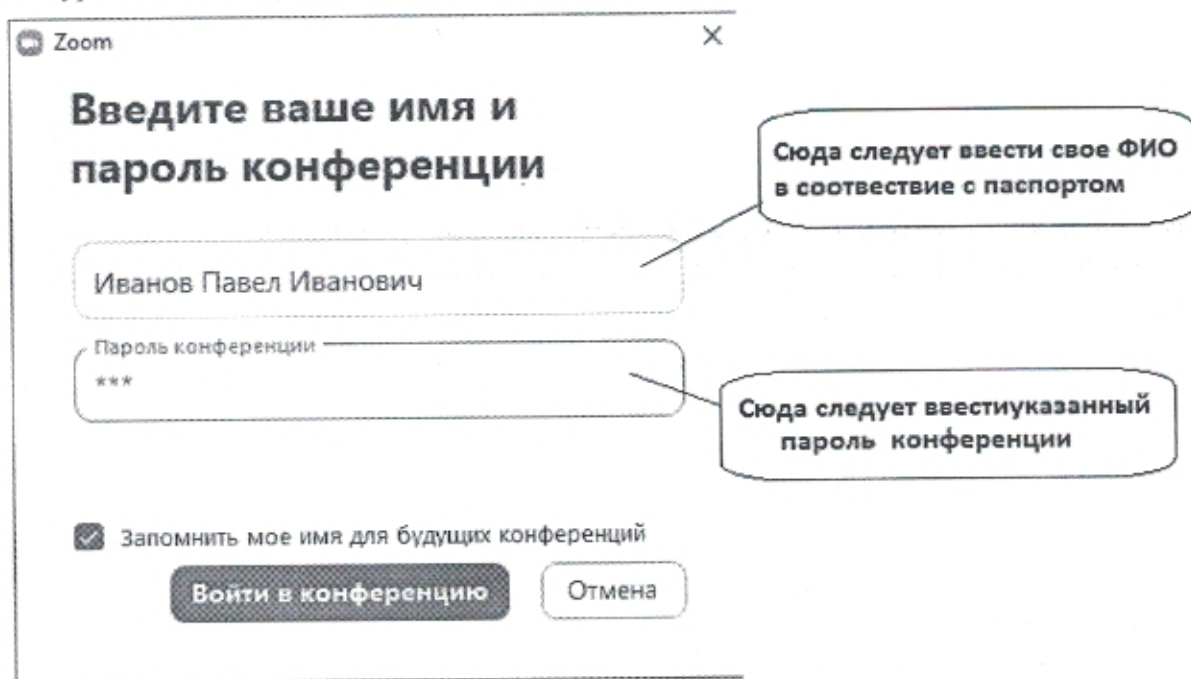 Zoom
Введите ваше имя и
пароль конференции
Сюда следует ввести свое ФИО
в соотвествие с паспортом
Иванов Павел Иванович
Пароль конференции
***
Сюда следует ввестиуказанный
пароль конференции
Запомнить мое имя для будущих конференций
Войти в конференцию
Отмена